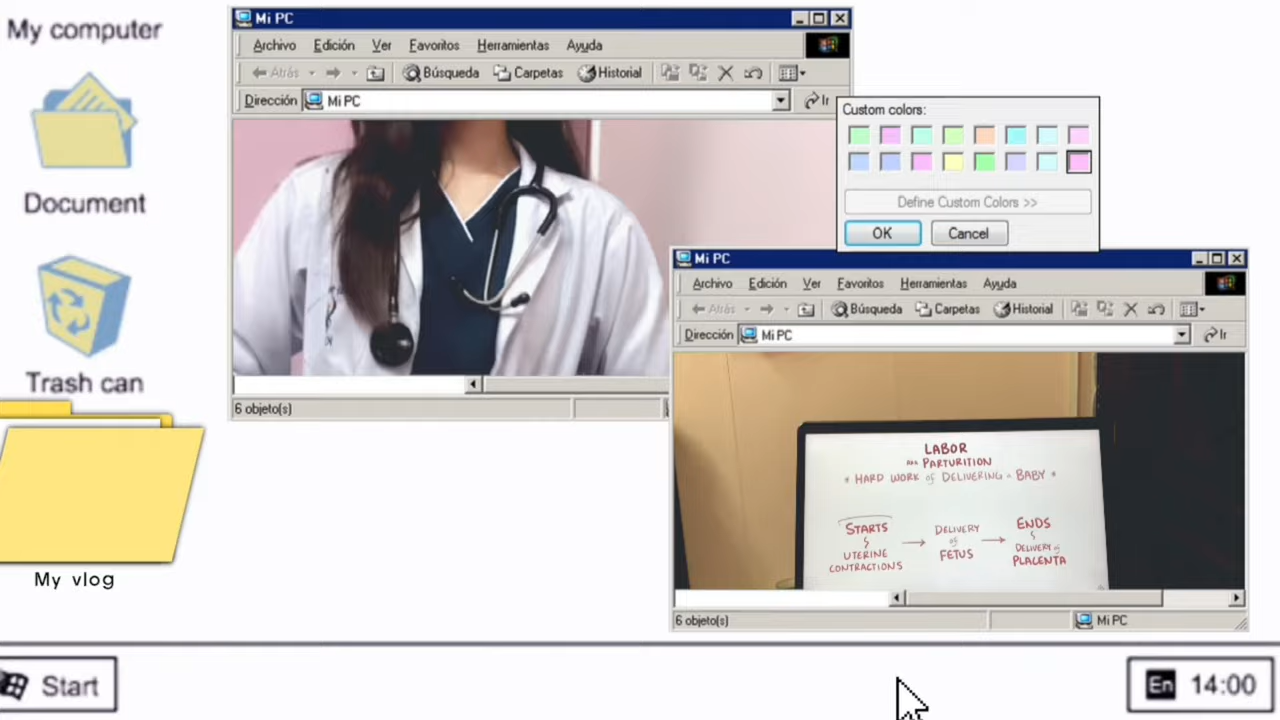 My computer
Document
Trash can
My vlog
Mi PC
Archivo Edición Ver Favoritos Herramientas Ayuda
Atrás Búsqueda Carpetas Historial
Dirección Mi PC Ir
6 objeto(s)
Custom colors:
Define Custom Colors >>
OK Cancel
Mi PC
Archivo Edición Ver Favoritos Herramientas Ayuda
Atrás Búsqueda Carpetas Historial
Dirección Mi PC Ir
LABOR
AKA PARTURITION
* HARD WORK of DELIVERING a BABY *
STARTS → DELIVERY of FETUS → ENDS
UTERINE CONTRACTIONS
DELIVERY of PLACENTA
6 objeto(s) Mi PC
Start
En 14:00